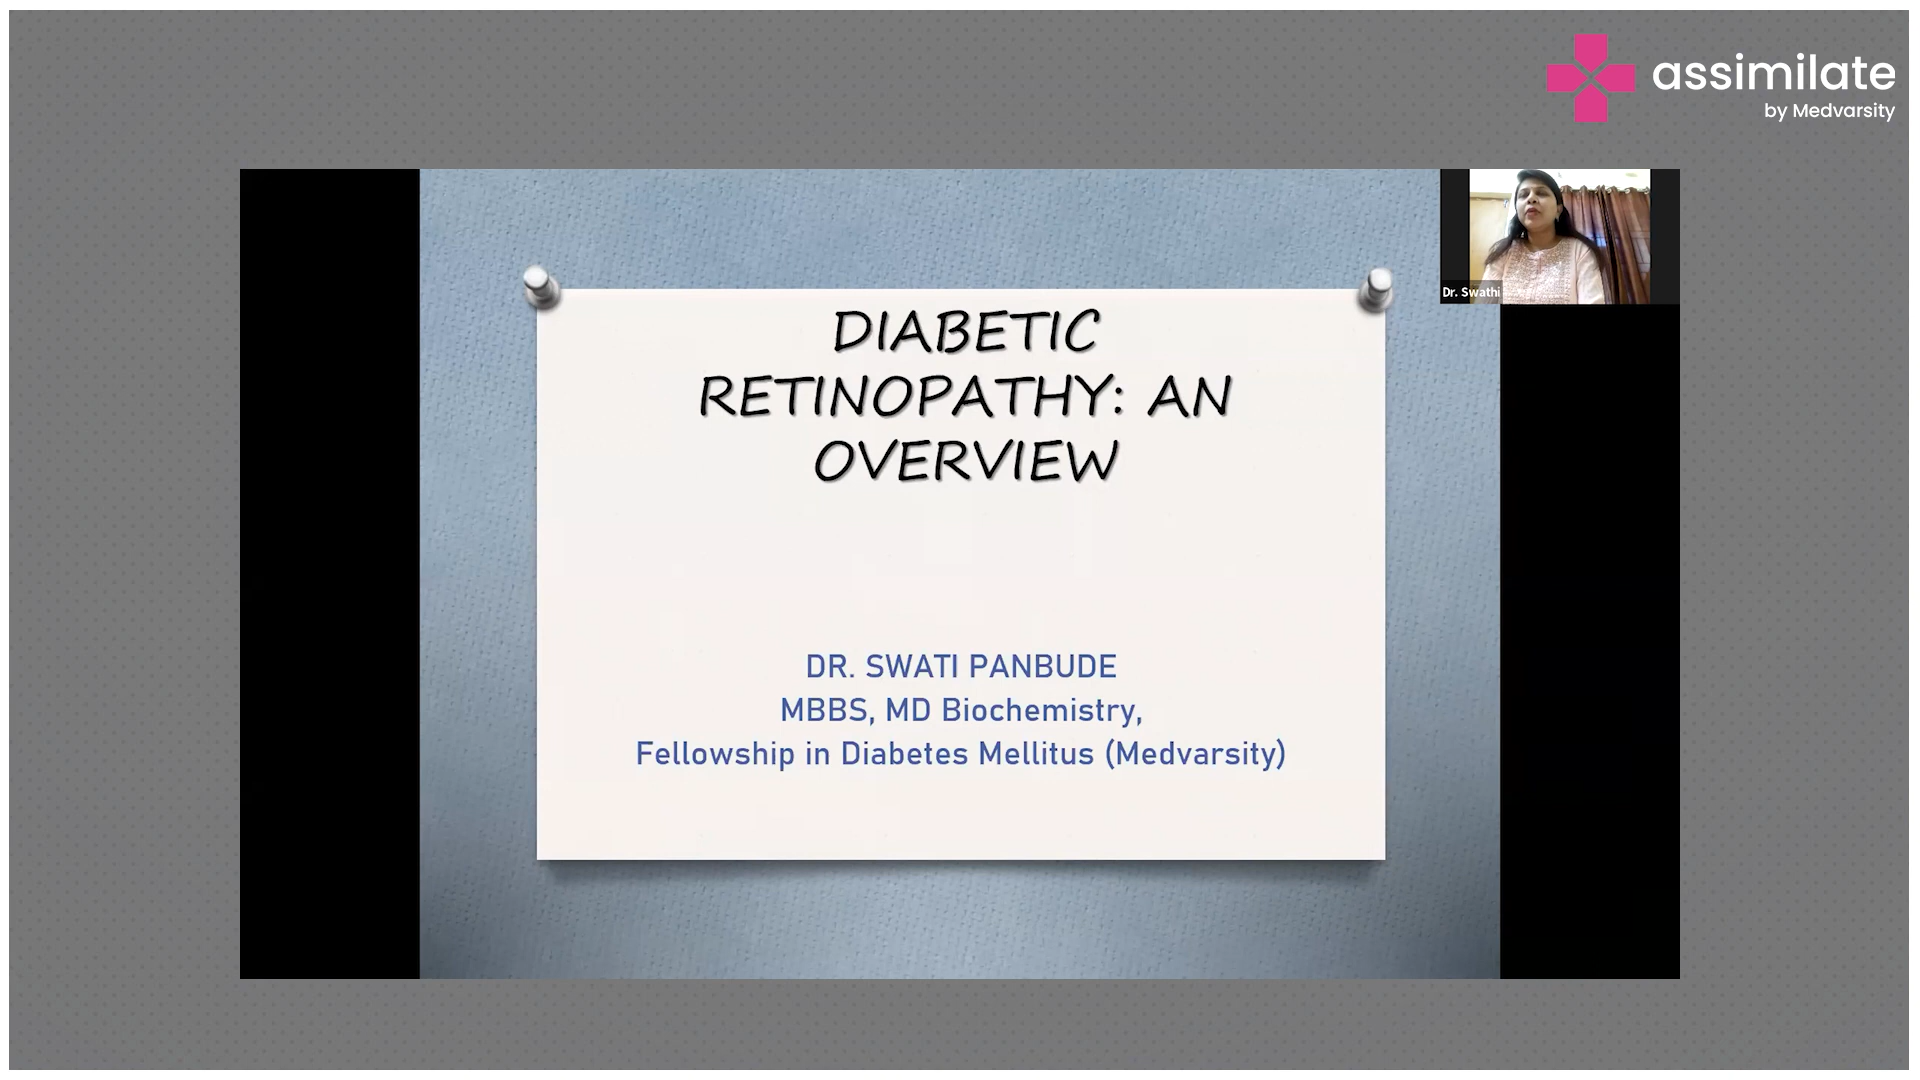 assimilate
by Medvarsity
Dr. Swathi
DIABETIC
RETINOPATHY: AN
OVERVIEW
DR. SWATI PANBUDE
MBBS, MD Biochemistry,
Fellowship in Diabetes Mellitus (Medvarsity)